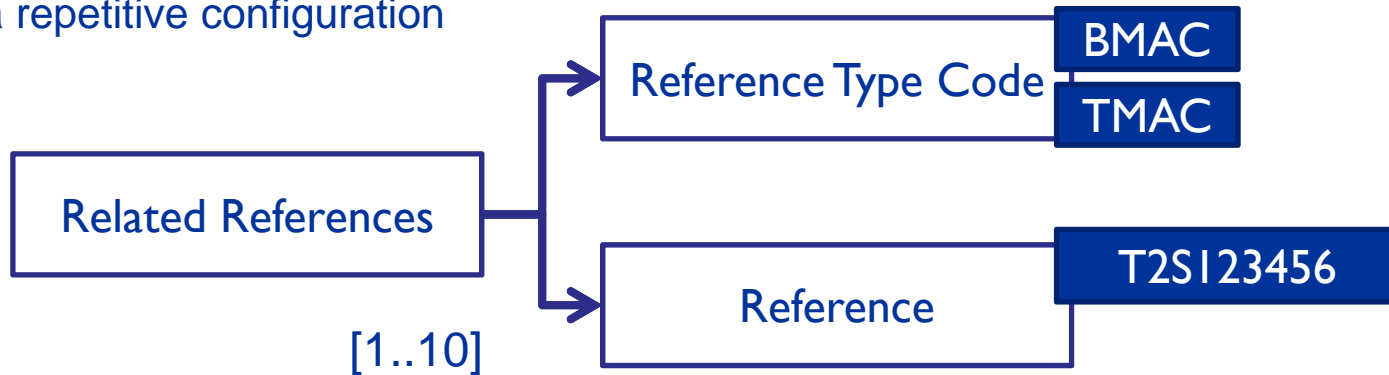 a repetitive configuration
BMAC
Reference Type Code
TMAC
Related References
T2S123456
Reference
[1..10]